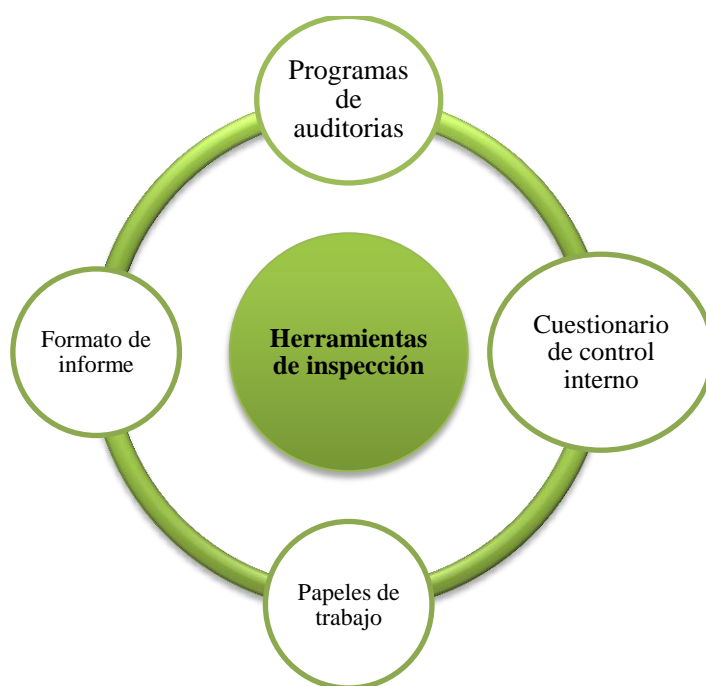 Programas
de
auditorias
Herramientas
de inspección
Cuestionario
de control
interno
Papeles de
trabajo
Formato de
informe